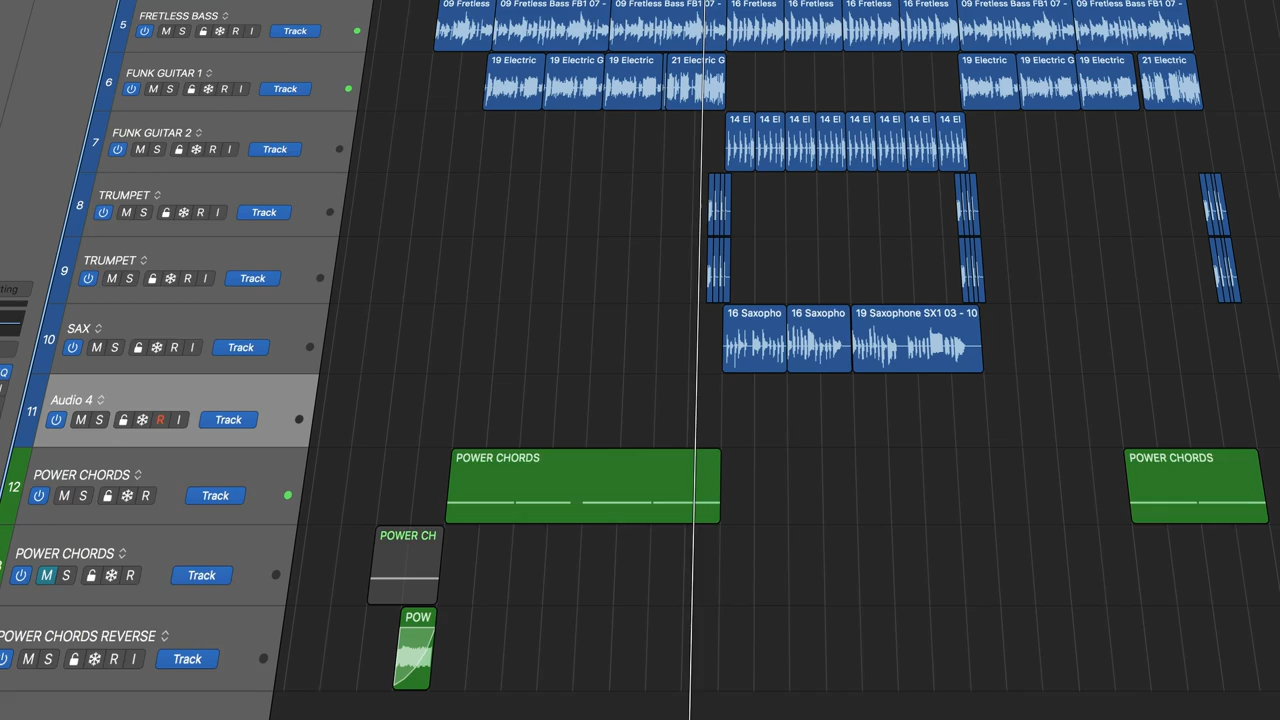 09 Fretless 09 Fretless Bass FB1 07 - 09 Fretless Bass FB1 07 - 16 Fretless 16 Fretless 16 Fretless 16 Fretless 09 Fretless Bass FB1 07 - 09 Fretless Bass FB1 07 -
5 FRETLESS BASS
M S R I Track
19 Electric 19 Electric G 19 Electric 21 Electric G 19 Electric 19 Electric G 19 Electric 21 Electric
6 FUNK GUITAR 1
M S R I Track
14 El 14 El 14 El 14 El 14 El 14 El 14 El 14 El
7 FUNK GUITAR 2
M S R I Track
8 TRUMPET
M S R I Track
9 TRUMPET
M S R I Track
ting
16 Saxopho 16 Saxopho 19 Saxophone SX1 03 - 10
10 SAX
M S R I Track
Q
11 Audio 4
M S R I Track
POWER CHORDS POWER CHORDS
12 POWER CHORDS
M S R Track
POWER CH
POWER CHORDS
M S R Track
POW
POWER CHORDS REVERSE
M S R I Track